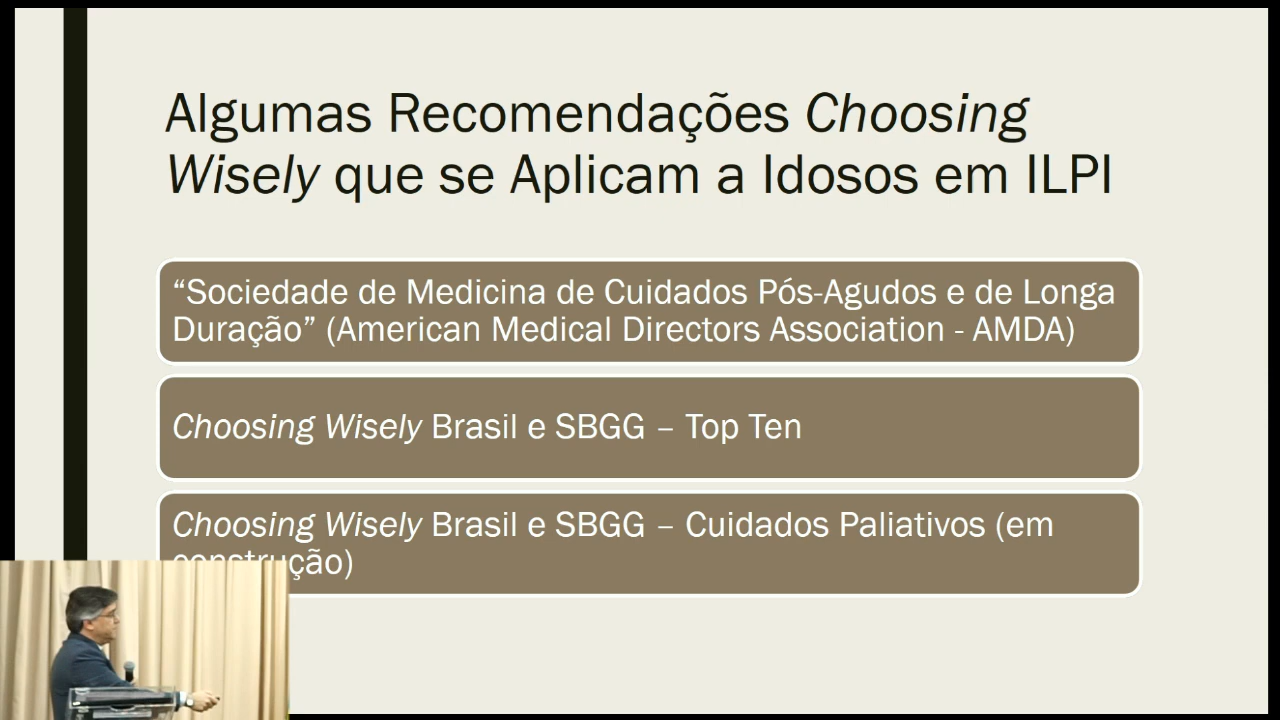 Algumas Recomendações Choosing
Wisely que se Aplicam a Idosos em ILPI
“Sociedade de Medicina de Cuidados Pós-Agudos e de Longa
Duração” (American Medical Directors Association - AMDA)
Choosing Wisely Brasil e SBGG – Top Ten
Choosing Wisely Brasil e SBGG – Cuidados Paliativos (em
construção)